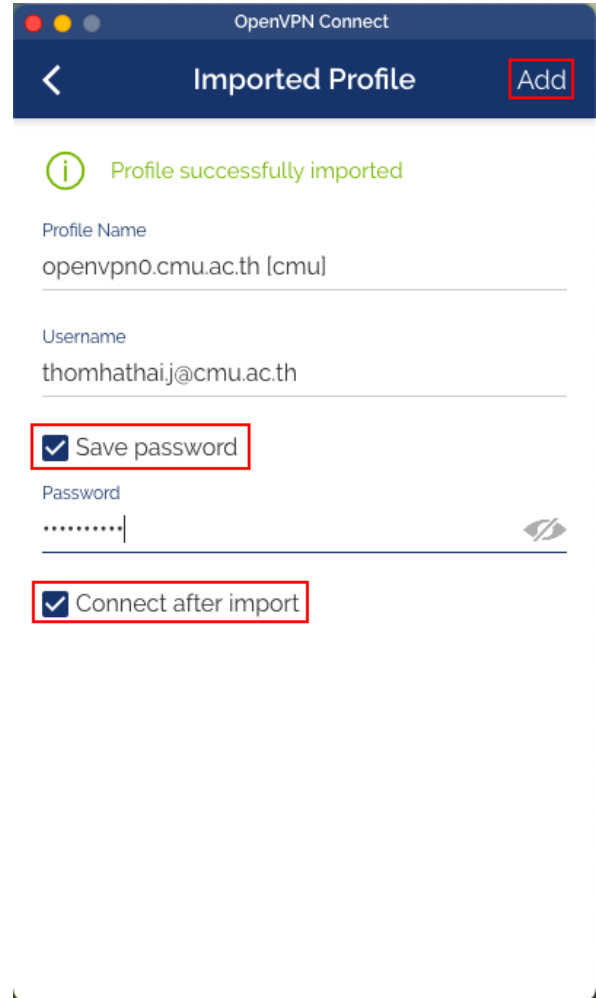 OpenVPN Connect
Imported Profile
Add
Profile successfully imported
Profile Name
openvpn0.cmu.ac.th [cmu]
Username
thomhathai.j@cmu.ac.th
Save password
Password
••••••••••
Connect after import